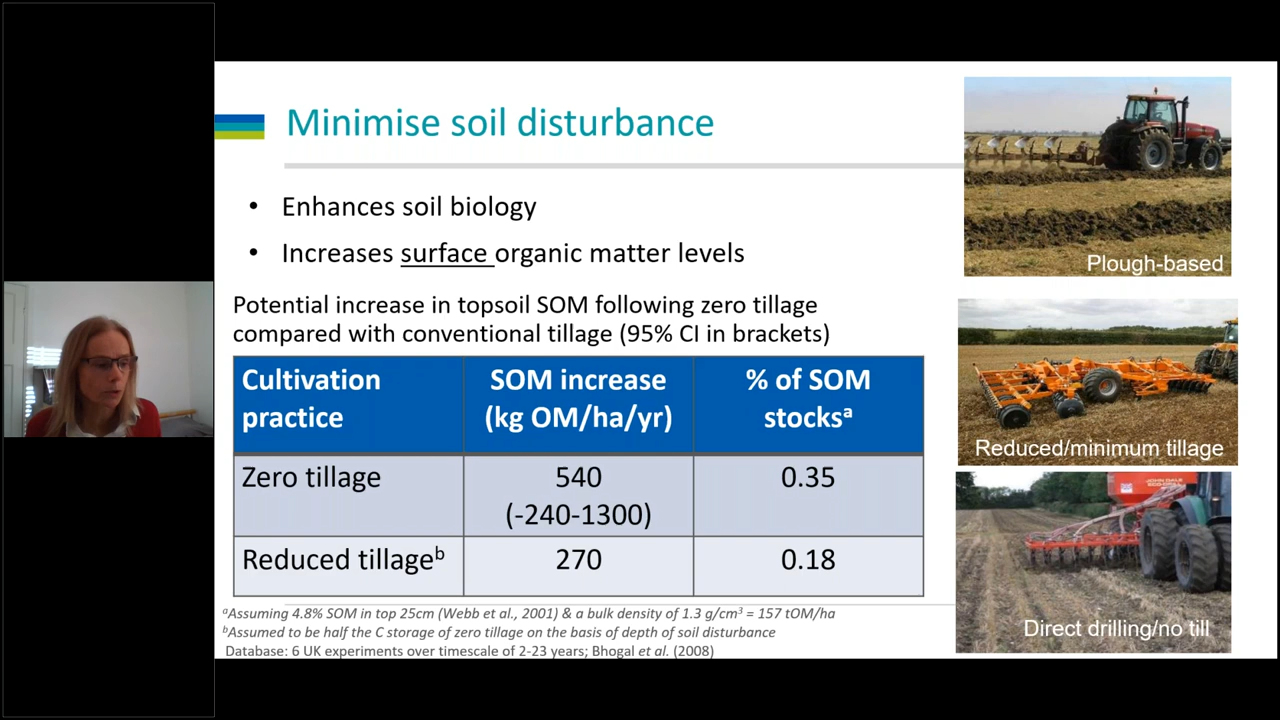 Minimise soil disturbance
• Enhances soil biology
• Increases surface organic matter levels
Potential increase in topsoil SOM following zero tillage
compared with conventional tillage (95% CI in brackets)
Cultivation practice
SOM increase (kg OM/ha/yr)
% of SOM stocksᵃ
Zero tillage
540
(-240-1300)
0.35
Reduced tillageᵇ
270
0.18
ᵃAssuming 4.8% SOM in top 25cm (Webb et al., 2001) & a bulk density of 1.3 g/cm³ = 157 tOM/ha
ᵇAssumed to be half the C storage of zero tillage on the basis of depth of soil disturbance
Database: 6 UK experiments over timescale of 2-23 years; Bhogal et al. (2008)
Plough-based
Reduced/minimum tillage
Direct drilling/no till